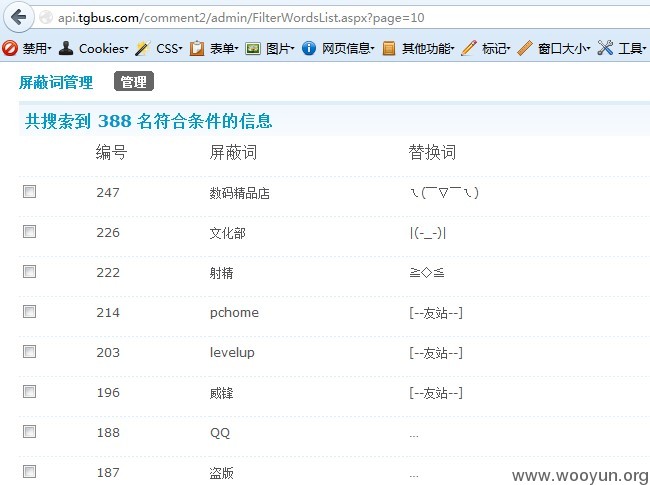 api.tgbus.com/comment2/admin/FilterWordsList.aspx?page=10
禁用▾ Cookies▾ CSS▾ 表单▾ 图片▾ 网页信息▾ 其他功能▾ 标记▾ 窗口大小▾ 工具▾
屏蔽词管理 管理
共搜索到 388 名符合条件的信息
编号 屏蔽词 替换词
247 数码精品店 ╮(￣▽￣╮)
226 文化部 |(-_-)|
222 射精 ≧◇≦
214 pchome [--友站--]
203 levelup [--友站--]
196 威锋 [--友站--]
188 QQ ...
187 盗版 ...
www.wooyun.org